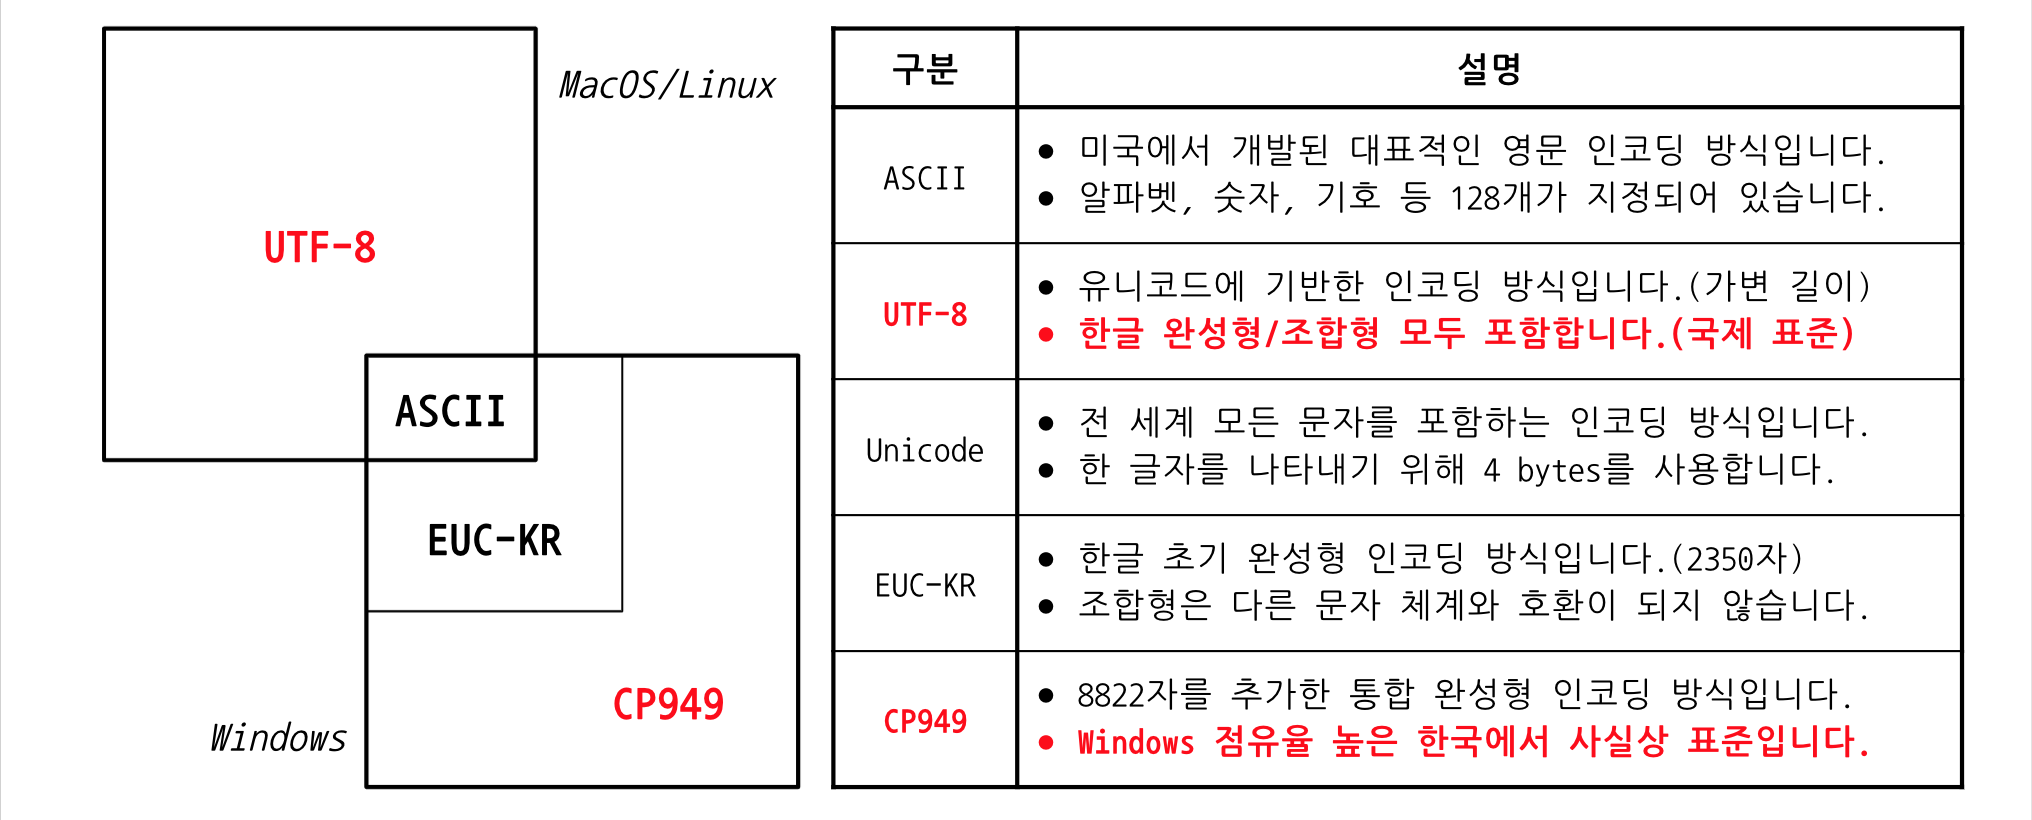 MacOS/Linux
UTF-8
ASCII
EUC-KR
CP949
Windows
구분 설명
ASCII
● 미국에서 개발된 대표적인 영문 인코딩 방식입니다.
● 알파벳, 숫자, 기호 등 128개가 지정되어 있습니다.
UTF-8
● 유니코드에 기반한 인코딩 방식입니다.(가변 길이)
● 한글 완성형/조합형 모두 포함합니다.(국제 표준)
Unicode
● 전 세계 모든 문자를 포함하는 인코딩 방식입니다.
● 한 글자를 나타내기 위해 4 bytes를 사용합니다.
EUC-KR
● 한글 초기 완성형 인코딩 방식입니다.(2350자)
● 조합형은 다른 문자 체계와 호환이 되지 않습니다.
CP949
● 8822자를 추가한 통합 완성형 인코딩 방식입니다.
● Windows 점유율 높은 한국에서 사실상 표준입니다.